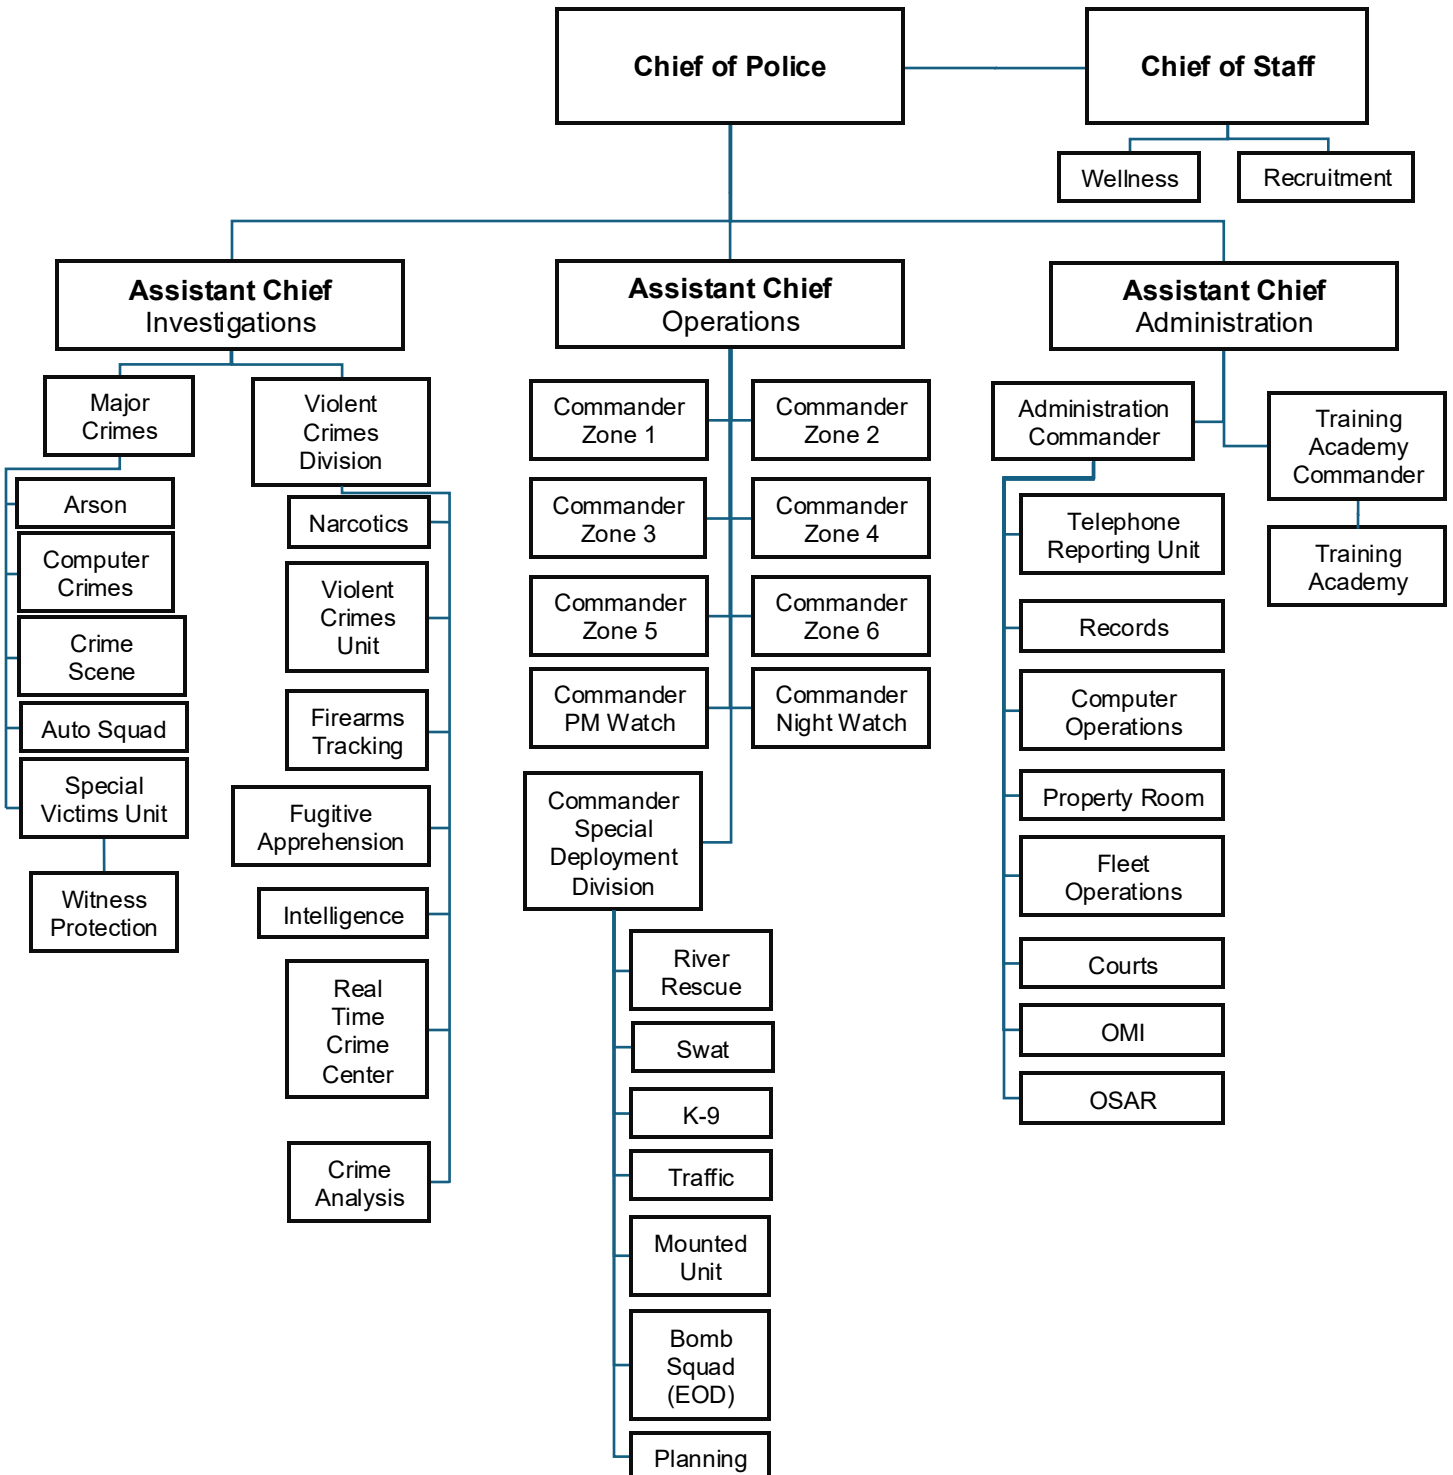 Chief of Police
Chief of Staff
Wellness
Recruitment
Assistant Chief
Investigations
Assistant Chief
Operations
Assistant Chief
Administration
Major
Crimes
Arson
Computer
Crimes
Crime
Scene
Auto Squad
Special
Victims Unit
Witness
Protection
Violent
Crimes
Division
Narcotics
Violent
Crimes
Unit
Firearms
Tracking
Fugitive
Apprehension
Intelligence
Real
Time
Crime
Center
Crime
Analysis
Commander
Zone 1
Commander
Zone 2
Commander
Zone 3
Commander
Zone 4
Commander
Zone 5
Commander
Zone 6
Commander
PM Watch
Commander
Night Watch
Commander
Special
Deployment
Division
River
Rescue
Swat
K-9
Traffic
Mounted
Unit
Bomb
Squad
(EOD)
Planning
Administration
Commander
Telephone
Reporting Unit
Records
Computer
Operations
Property Room
Fleet
Operations
Courts
OMI
OSAR
Training
Academy
Commander
Training
Academy